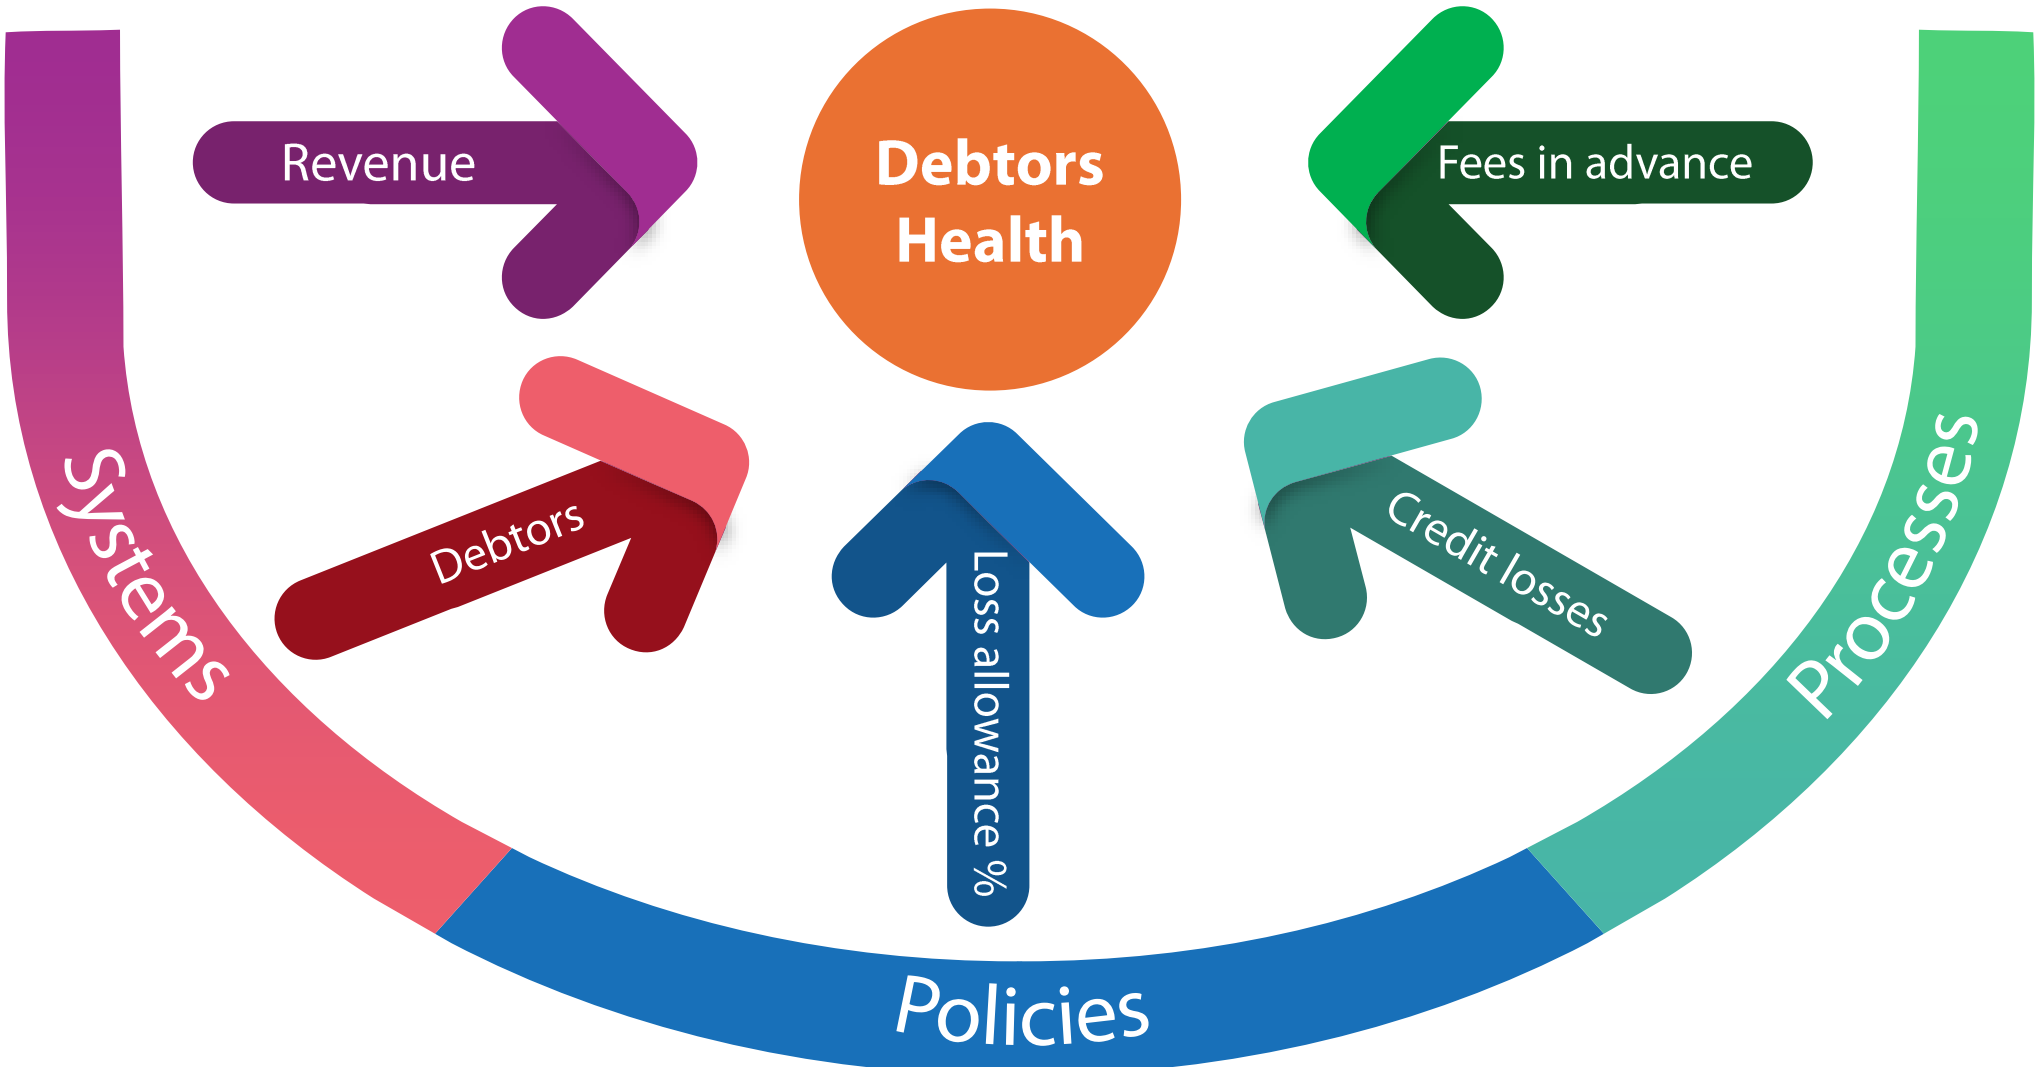 Debtors
Health
Revenue
Fees in advance
Debtors
Loss allowance %
Credit losses
Systems
Policies
Processes